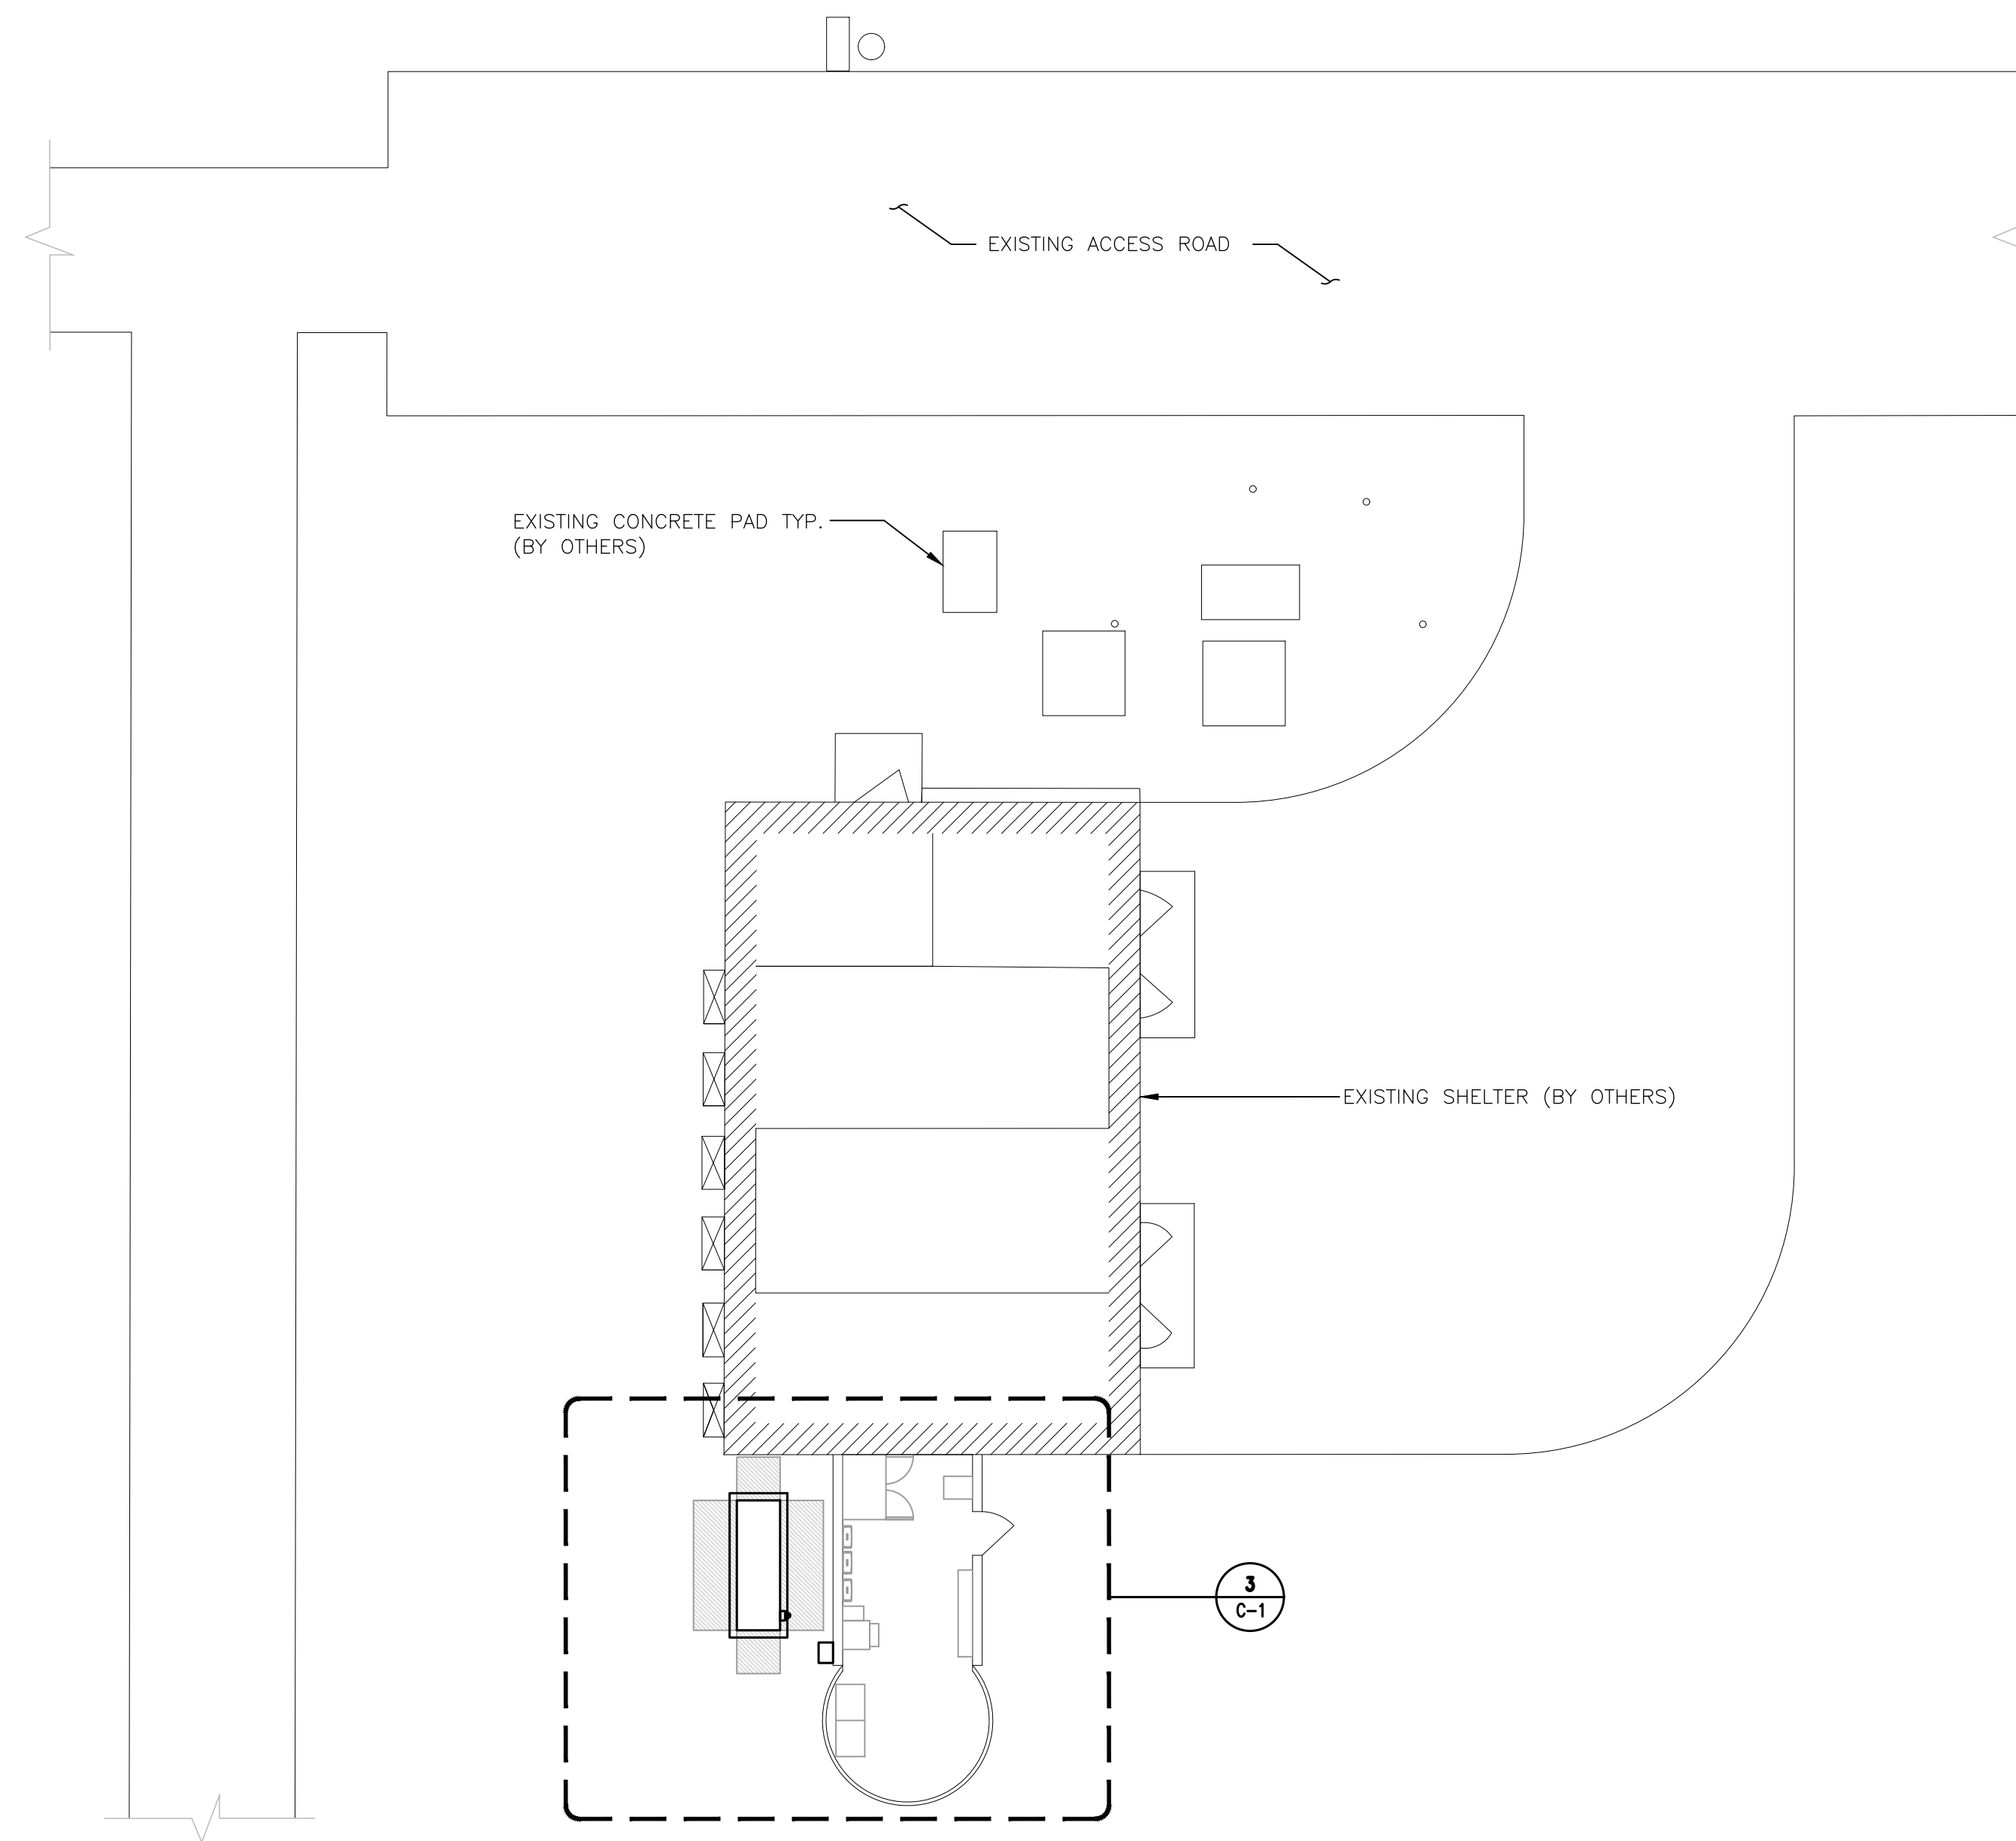 EXISTING ACCESS ROAD
EXISTING CONCRETE PAD TYP.
(BY OTHERS)
EXISTING SHELTER (BY OTHERS)
3
C-1